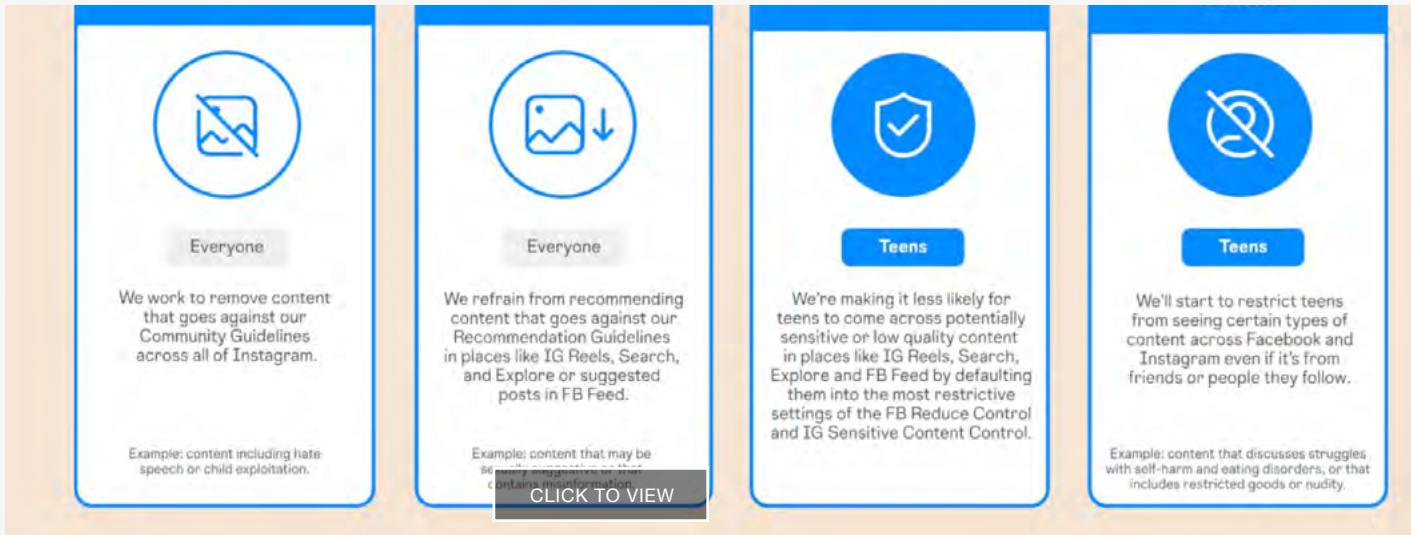 Everyone
We work to remove content
that goes against our
Community Guidelines
across all of Instagram.
Example: content including hate
speech or child exploitation.
Everyone
We refrain from recommending
content that goes against our
Recommendation Guidelines
in places like IG Reels, Search,
and Explore or suggested
posts in FB Feed.
Example: content that may be
sexually suggestive or that
contains misinformation.
CLICK TO VIEW
Teens
We're making it less likely for
teens to come across potentially
sensitive or low quality content
in places like IG Reels, Search,
Explore and FB Feed by defaulting
them into the most restrictive
settings of the FB Reduce Control
and IG Sensitive Content Control.
Teens
We'll start to restrict teens
from seeing certain types of
content across Facebook and
Instagram even if it's from
friends or people they follow.
Example: content that discusses struggles
with self-harm and eating disorders, or that
includes restricted goods or nudity.